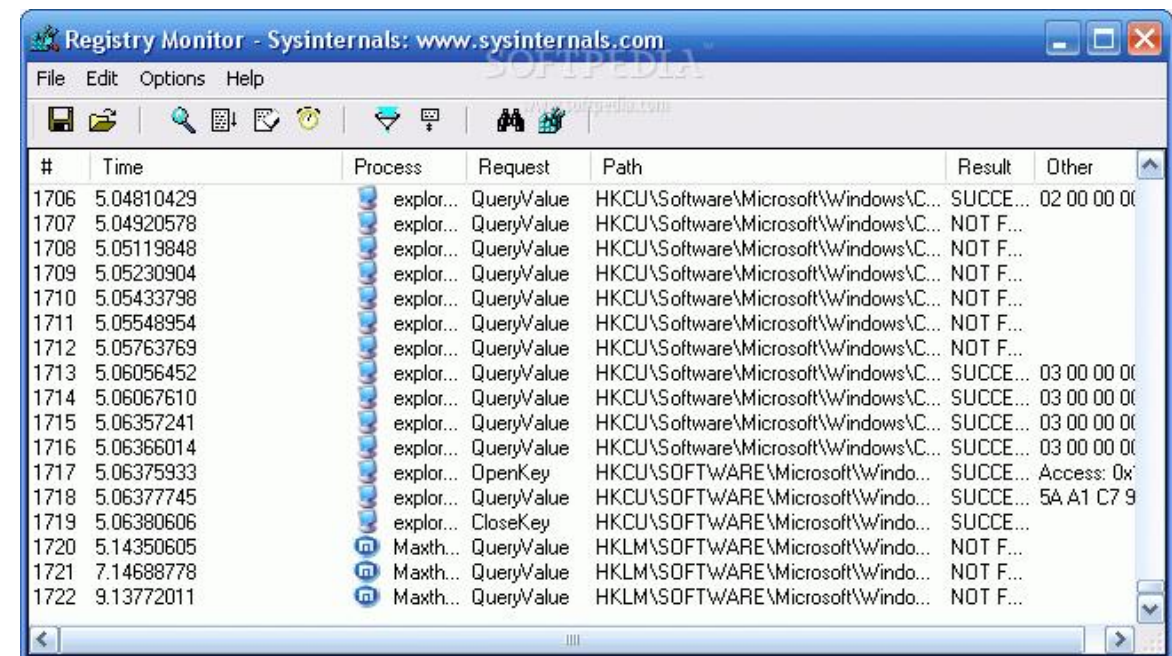 Registry Monitor - Sysinternals: www.sysinternals.com
SOFTPEDIA
www.softpedia.com
File Edit Options Help
# Time Process Request Path Result Other
1706 5.04810429 explor... QueryValue HKCU\Software\Microsoft\Windows\C... SUCCE... 02 00 00 00
1707 5.04920578 explor... QueryValue HKCU\Software\Microsoft\Windows\C... NOT F...
1708 5.05119848 explor... QueryValue HKCU\Software\Microsoft\Windows\C... NOT F...
1709 5.05230904 explor... QueryValue HKCU\Software\Microsoft\Windows\C... NOT F...
1710 5.05433798 explor... QueryValue HKCU\Software\Microsoft\Windows\C... NOT F...
1711 5.05548954 explor... QueryValue HKCU\Software\Microsoft\Windows\C... NOT F...
1712 5.05763769 explor... QueryValue HKCU\Software\Microsoft\Windows\C... NOT F...
1713 5.06056452 explor... QueryValue HKCU\Software\Microsoft\Windows\C... SUCCE... 03 00 00 00
1714 5.06067610 explor... QueryValue HKCU\Software\Microsoft\Windows\C... SUCCE... 03 00 00 00
1715 5.06357241 explor... QueryValue HKCU\Software\Microsoft\Windows\C... SUCCE... 03 00 00 00
1716 5.06366014 explor... QueryValue HKCU\Software\Microsoft\Windows\C... SUCCE... 03 00 00 00
1717 5.06375933 explor... OpenKey HKCU\SOFTWARE\Microsoft\Windo... SUCCE... Access: 0x
1718 5.06377745 explor... QueryValue HKCU\SOFTWARE\Microsoft\Windo... SUCCE... 5A A1 C7 9
1719 5.06380606 explor... CloseKey HKCU\SOFTWARE\Microsoft\Windo... SUCCE...
1720 5.14350605 Maxth... QueryValue HKLM\SOFTWARE\Microsoft\Windo... NOT F...
1721 7.14688778 Maxth... QueryValue HKLM\SOFTWARE\Microsoft\Windo... NOT F...
1722 9.13772011 Maxth... QueryValue HKLM\SOFTWARE\Microsoft\Windo... NOT F...